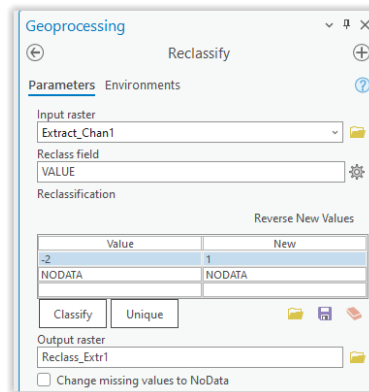 Geoprocessing
Reclassify
Parameters Environments
Input raster
Extract_Chan1
Reclass field
VALUE
Reclassification
Reverse New Values
Value New
-2 1
NODATA NODATA
Classify Unique
Output raster
Reclass_Extr1
Change missing values to NoData